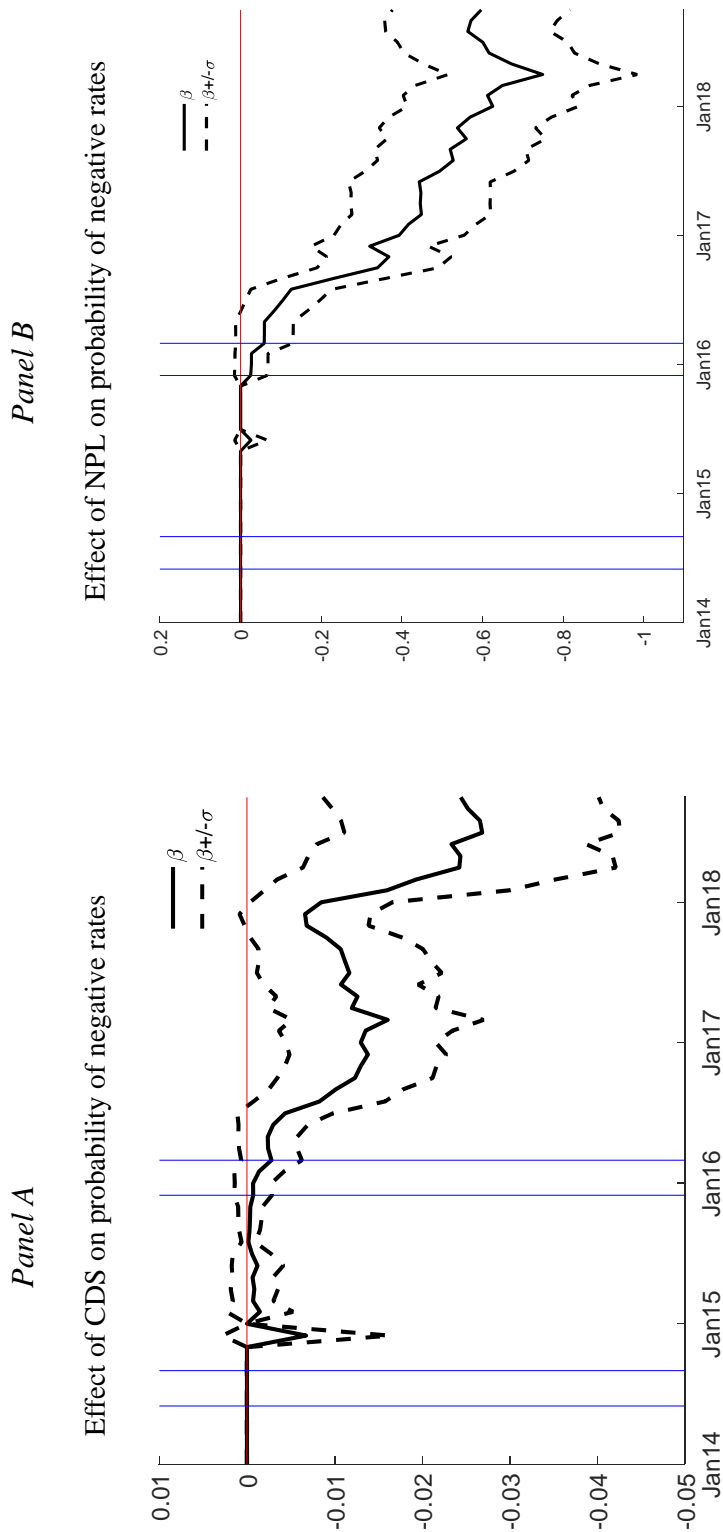 Panel A
Effect of CDS on probability of negative rates
β
β+/-σ
0.01
0
-0.01
-0.02
-0.03
-0.04
-0.05
Jan14
Jan15
Jan16
Jan17
Jan18
Panel B
Effect of NPL on probability of negative rates
β
β+/-σ
0.2
0
-0.2
-0.4
-0.6
-0.8
-1
Jan14
Jan15
Jan16
Jan17
Jan18